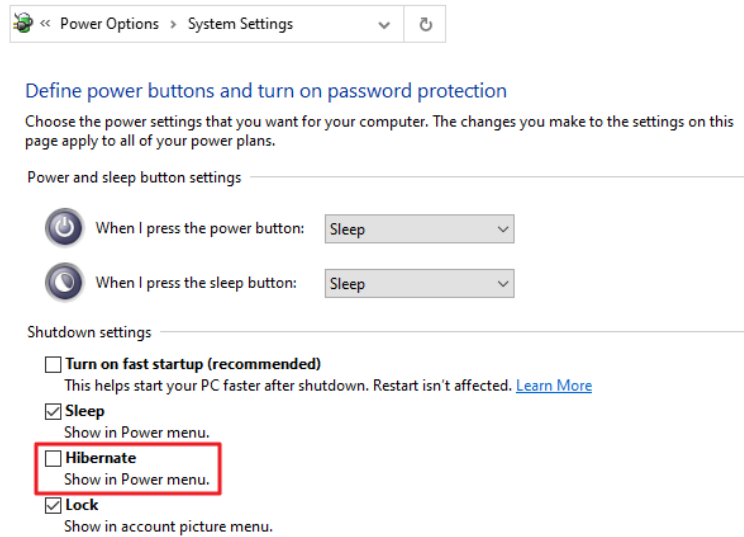 « Power Options > System Settings
Define power buttons and turn on password protection
Choose the power settings that you want for your computer. The changes you make to the settings on this
page apply to all of your power plans.
Power and sleep button settings
When I press the power button: Sleep
When I press the sleep button: Sleep
Shutdown settings
Turn on fast startup (recommended)
This helps start your PC faster after shutdown. Restart isn't affected. Learn More
Sleep
Show in Power menu.
Hibernate
Show in Power menu.
Lock
Show in account picture menu.